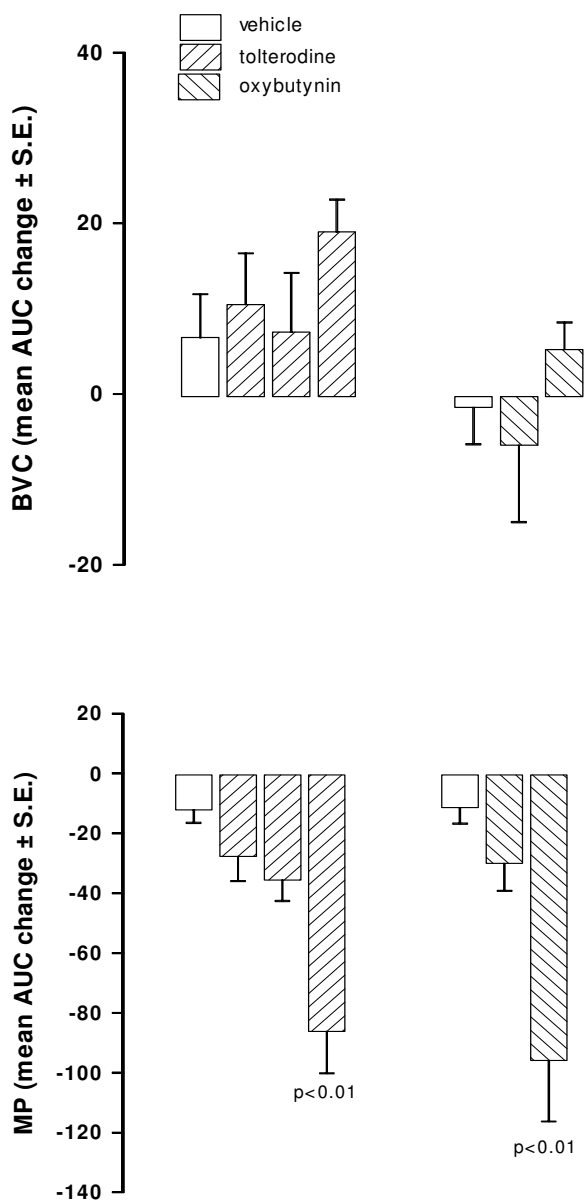 vehicle
tolterodine
oxybutynin
BVC (mean AUC change ± S.E.)
40
20
0
-20
MP (mean AUC change ± S.E.)
20
0
-20
-40
-60
-80
-100
-120
-140
p<0.01
p<0.01